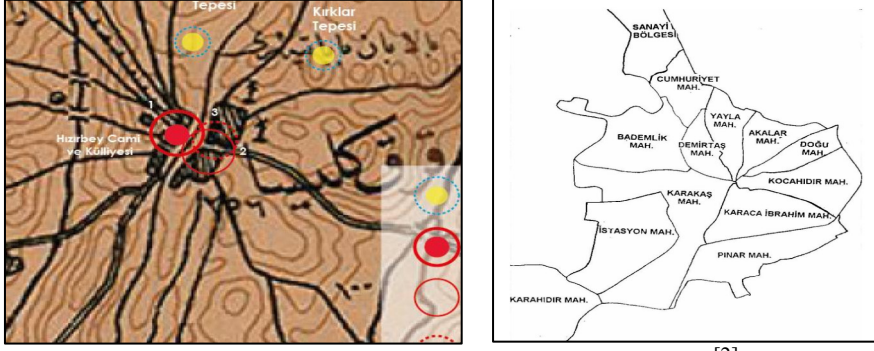 Tepesi
Kırklar
Tepesi
1
3
Hızırbey Cami
ve Külliyesi
2
SANAYİ
BÖLGESİ
CUMHURİYET
MAH.
YAYLA
MAH.
AKALAR
MAH.
BADEMLİK
MAH.
DEMİRTAŞ
MAH.
DOĞU
MAH.
KOCAHIDIR MAH.
KARAKAŞ
MAH.
KARACA İBRAHİM MAH.
İSTASYON MAH.
PINAR MAH.
KARAHIDIR MAH.